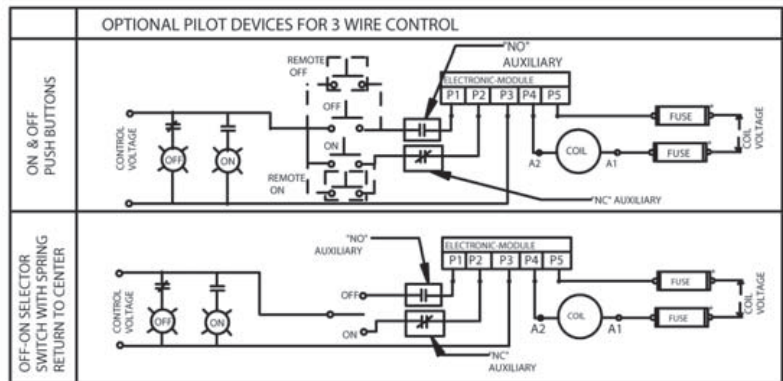 OPTIONAL PILOT DEVICES FOR 3 WIRE CONTROL
ON & OFF
PUSH BUTTONS
CONTROL
VOLTAGE
OFF
ON
REMOTE
OFF
OFF
ON
REMOTE
ON
"NO"
AUXILIARY
ELECTRONIC-MODULE
P1 P2 P3 P4 P5
A2
COIL
A1
FUSE
FUSE
COIL
VOLTAGE
"NC" AUXILIARY
OFF-ON SELECTOR
SWITCH WITH SPRING
RETURN TO CENTER
CONTROL
VOLTAGE
OFF
ON
"NO"
AUXILIARY
OFF
ON
ELECTRONIC-MODULE
P1 P2 P3 P4 P5
A2
COIL
A1
FUSE
FUSE
COIL
VOLTAGE
"NC"
AUXILIARY